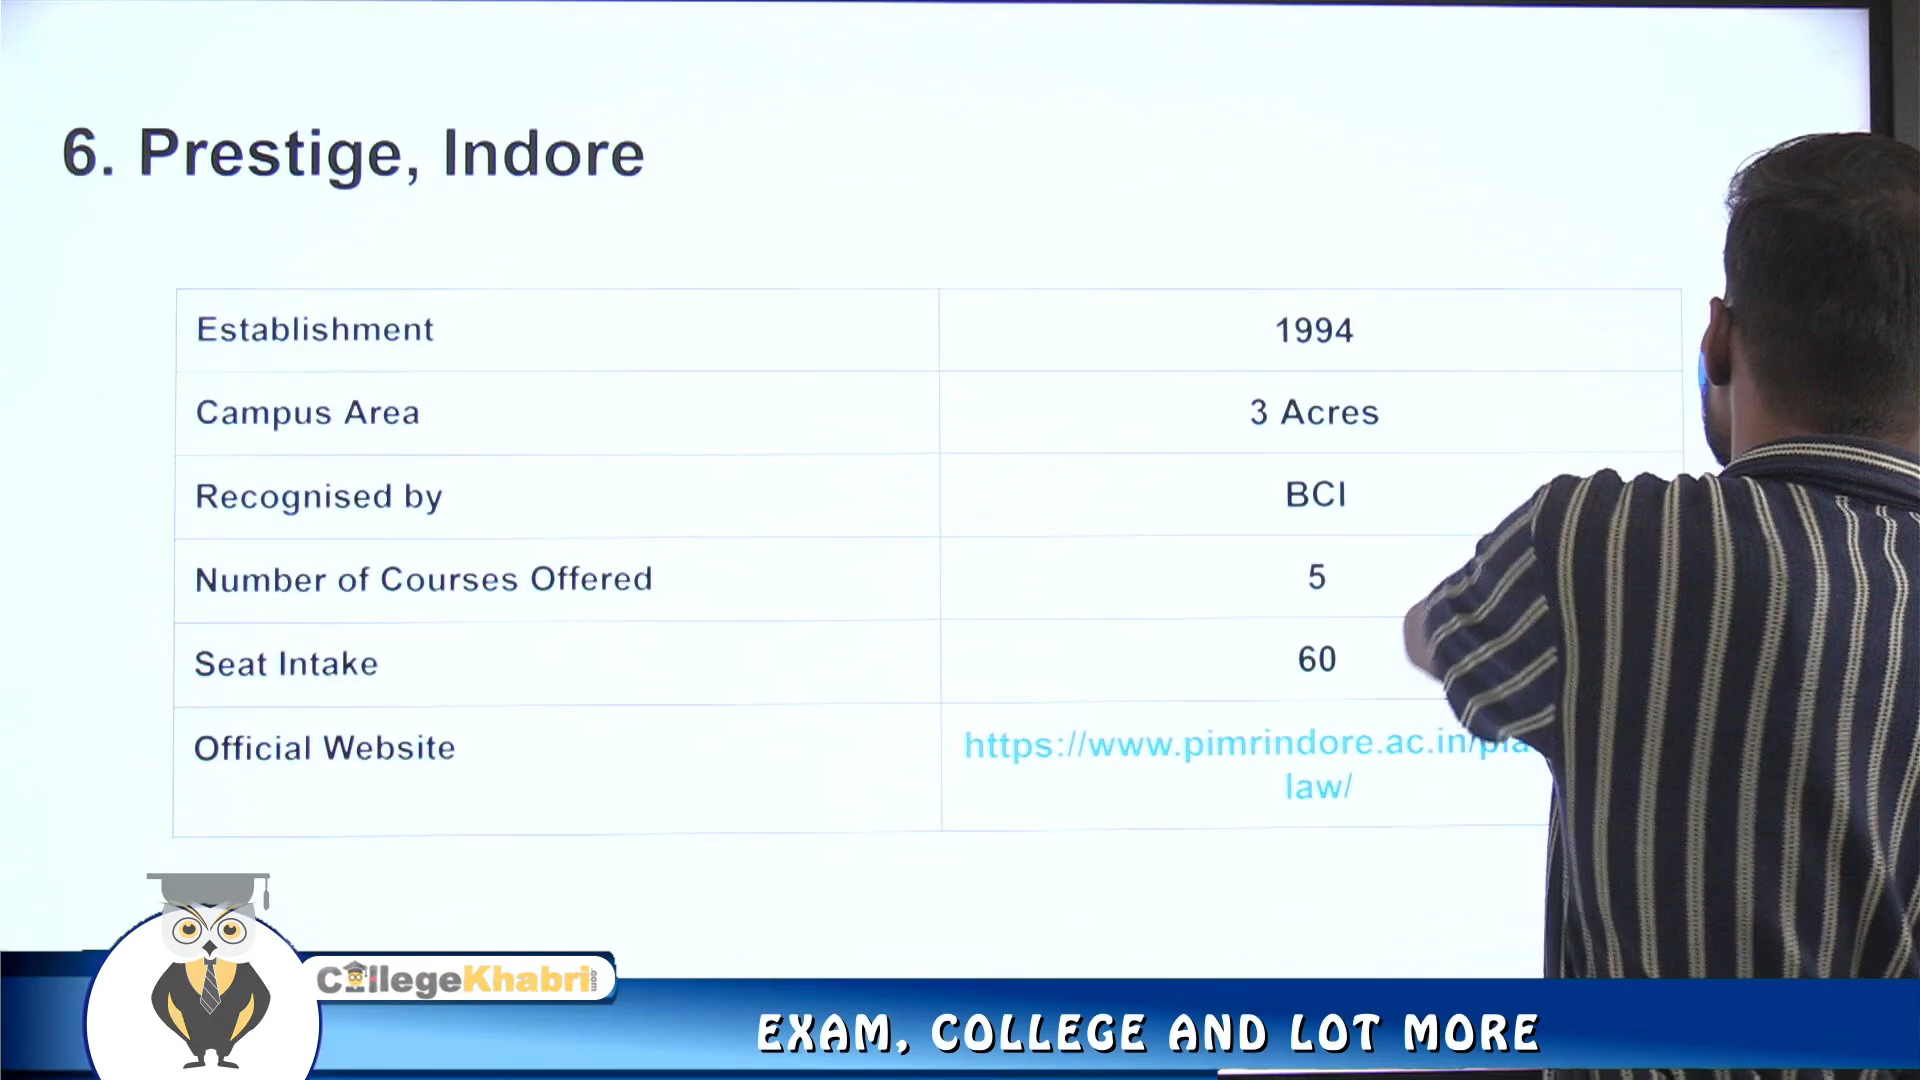 6. Prestige, Indore
Establishment 1994
Campus Area 3 Acres
Recognised by BCI
Number of Courses Offered 5
Seat Intake 60
Official Website https://www.pimrindore.ac.in/
law/
CollegeKhabri.com
EXAM, COLLEGE AND LOT MORE